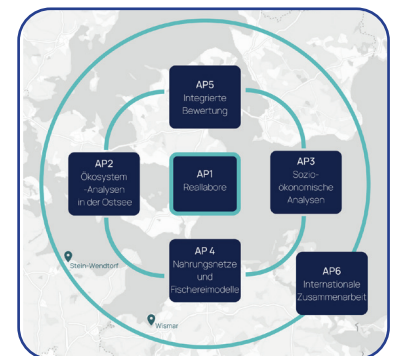 AP5
Integrierte
Bewertung
AP2
Ökosystem
-Analysen
in der Ostsee
AP1
Reallabore
AP3
Sozio-
ökonomische
Analysen
AP 4
Nahrungsnetze
und
Fischereimodelle
AP6
Internationale
Zusammenarbeit
Stein-Wendtorf
Wismar